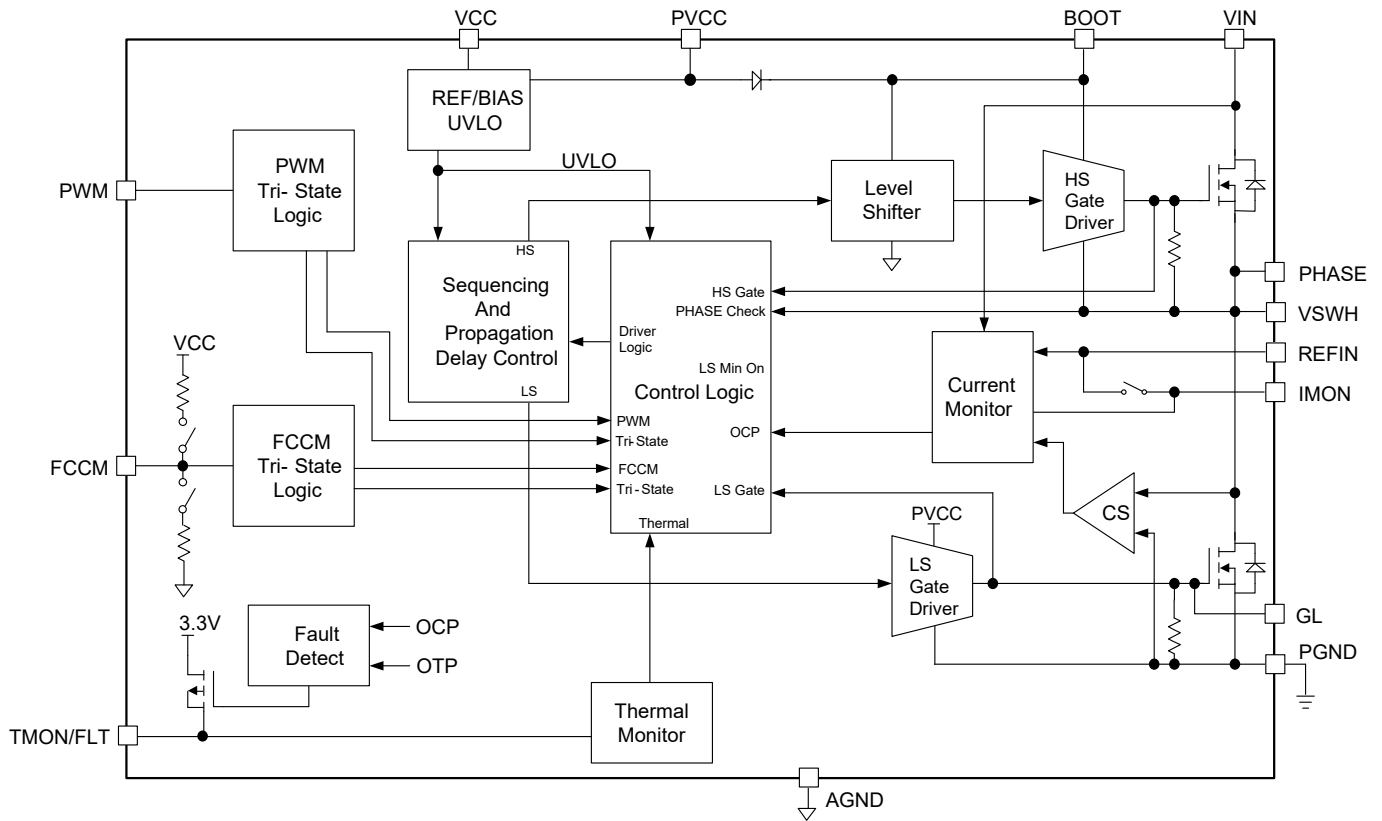 VCC
PVCC
BOOT
VIN
REF/BIAS
UVLO
PWM
Tri- State
Logic
PWM
UVLO
Level
Shifter
HS
Gate
Driver
HS
Sequencing
And
Propagation
Delay Control
LS
HS Gate
PHASE Check
Driver
Logic
LS Min On
Control Logic
PWM
Tri-State
OCP
FCCM
Tri-State
LS Gate
Thermal
PHASE
VSWH
REFIN
IMON
Current
Monitor
VCC
FCCM
Tri- State
Logic
FCCM
CS
PVCC
LS
Gate
Driver
GL
PGND
3.3V
Fault
Detect
OCP
OTP
TMON/FLT
Thermal
Monitor
AGND